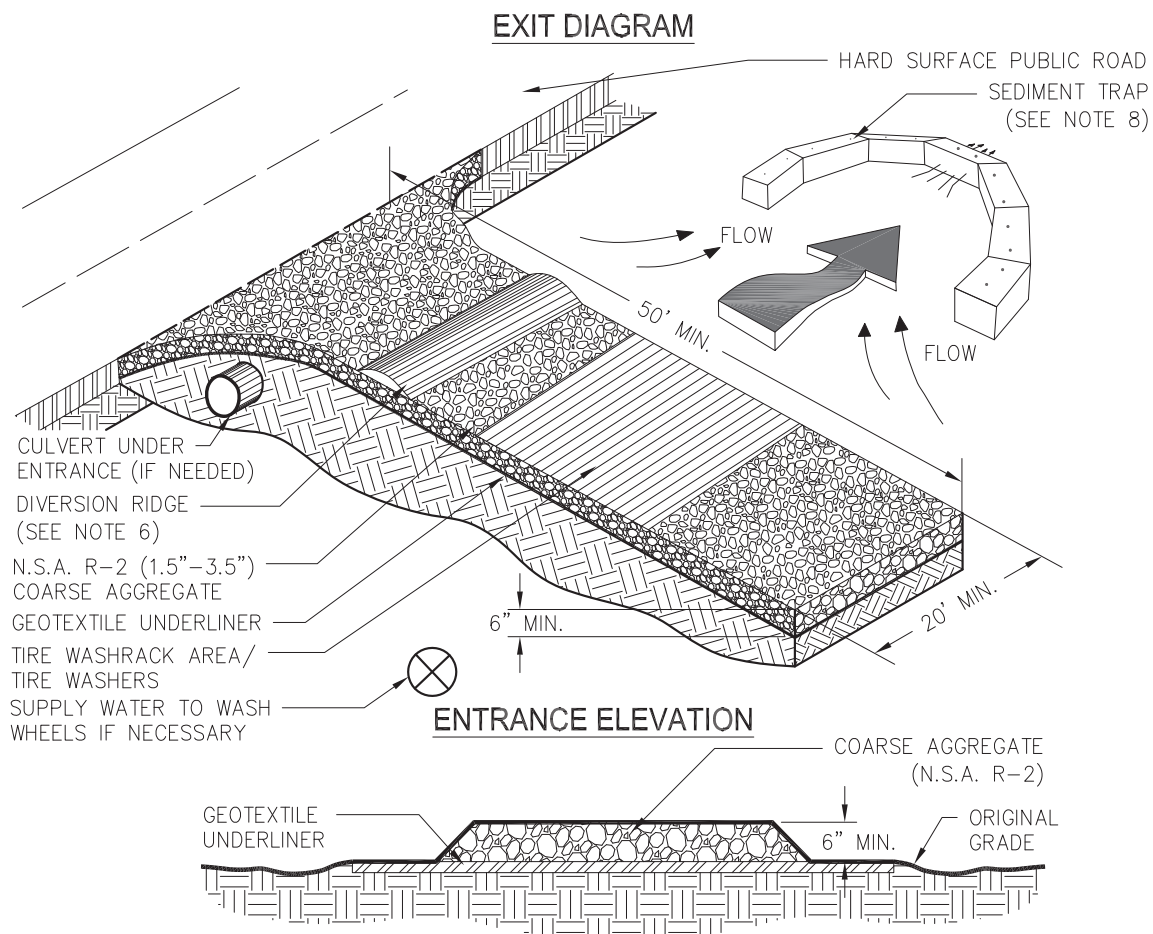 EXIT DIAGRAM
HARD SURFACE PUBLIC ROAD
SEDIMENT TRAP
(SEE NOTE 8)
FLOW
50' MIN.
FLOW
CULVERT UNDER
ENTRANCE (IF NEEDED)
DIVERSION RIDGE
(SEE NOTE 6)
N.S.A. R-2 (1.5"-3.5")
COARSE AGGREGATE
GEOTEXTILE UNDERLINER
6" MIN.
20' MIN.
TIRE WASHRACK AREA/
TIRE WASHERS
SUPPLY WATER TO WASH
WHEELS IF NECESSARY
ENTRANCE ELEVATION
COARSE AGGREGATE
(N.S.A. R-2)
GEOTEXTILE
UNDERLINER
6" MIN.
ORIGINAL
GRADE